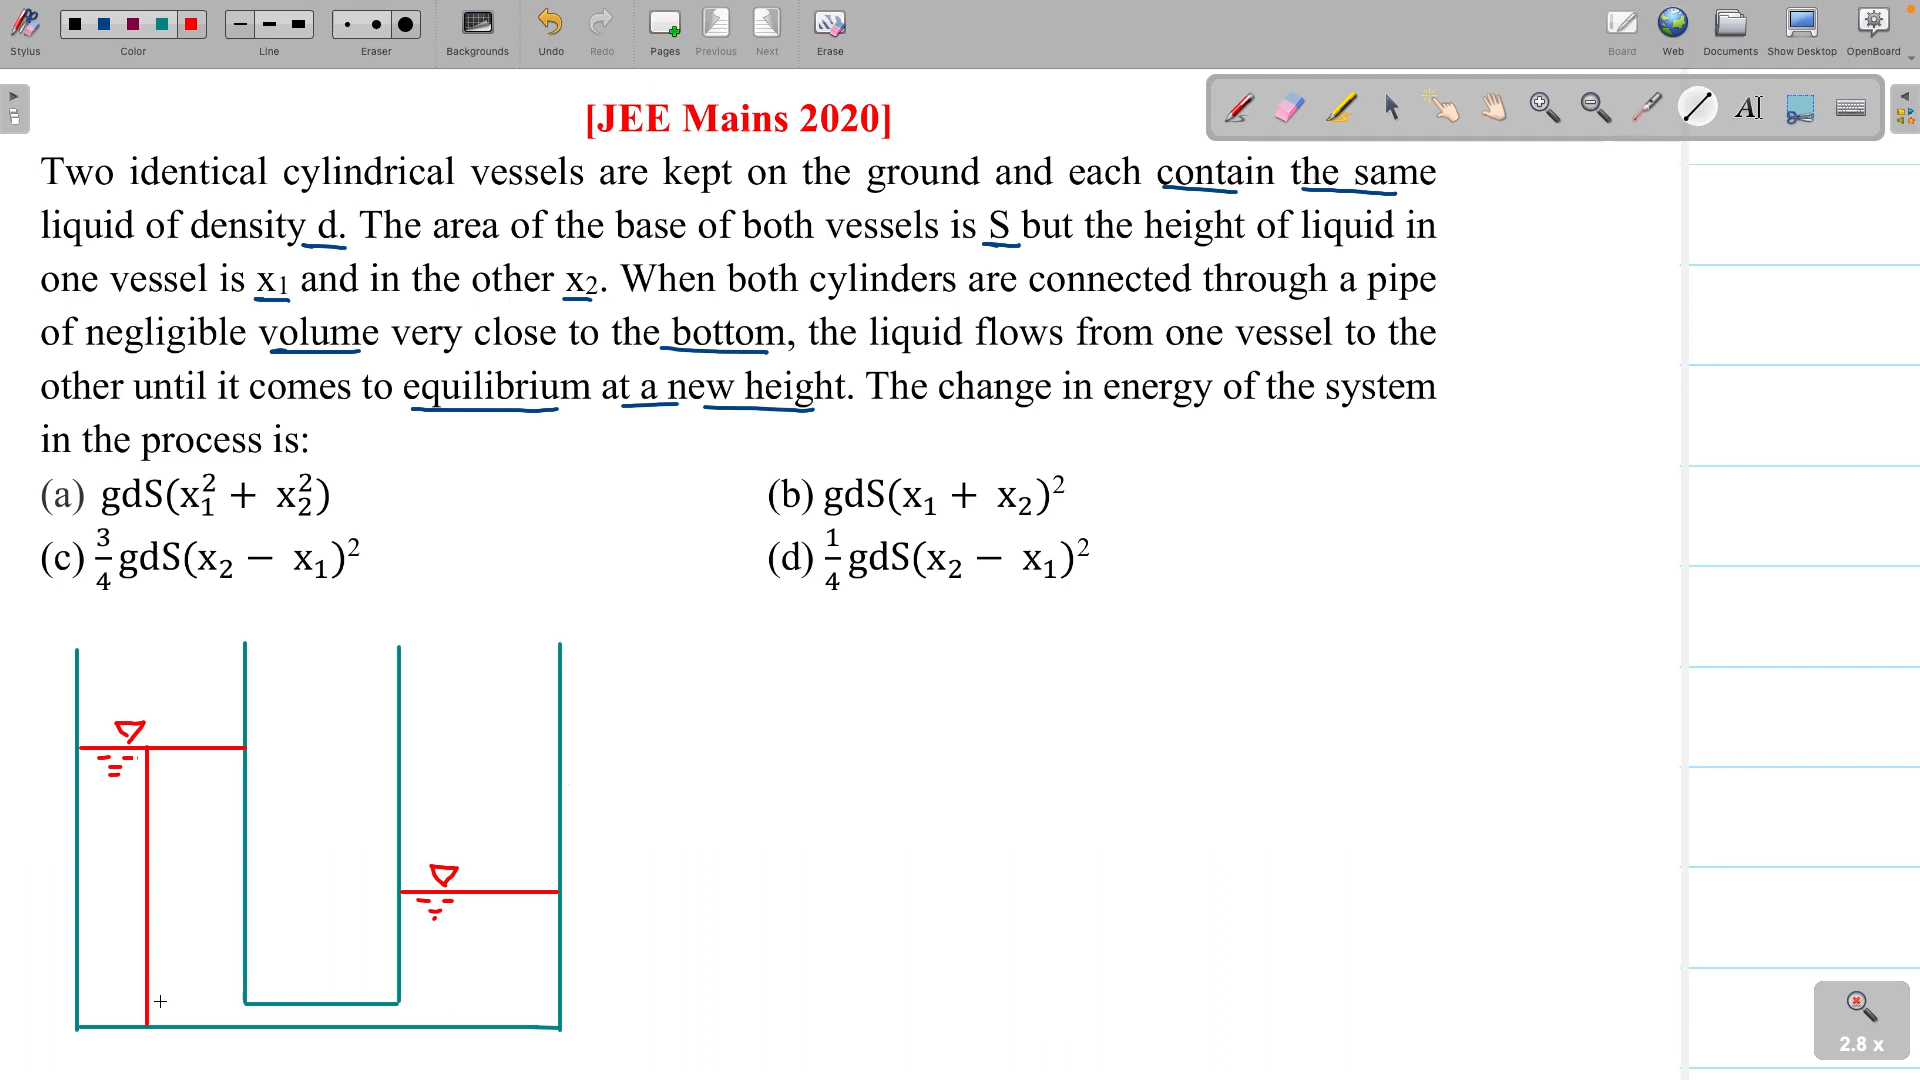 Stylus Color Line Eraser Backgrounds Undo Redo Pages Previous Next Erase Board Web Documents Show Desktop OpenBoard
[JEE Mains 2020]
Two identical cylindrical vessels are kept on the ground and each contain the same
liquid of density d. The area of the base of both vessels is S but the height of liquid in
one vessel is x₁ and in the other x₂. When both cylinders are connected through a pipe
of negligible volume very close to the bottom, the liquid flows from one vessel to the
other until it comes to equilibrium at a new height. The change in energy of the system
in the process is:
(a) gdS(x₁² + x₂²) (b) gdS(x₁ + x₂)²
(c) 3/4 gdS(x₂ − x₁)² (d) 1/4 gdS(x₂ − x₁)²
2.8 x